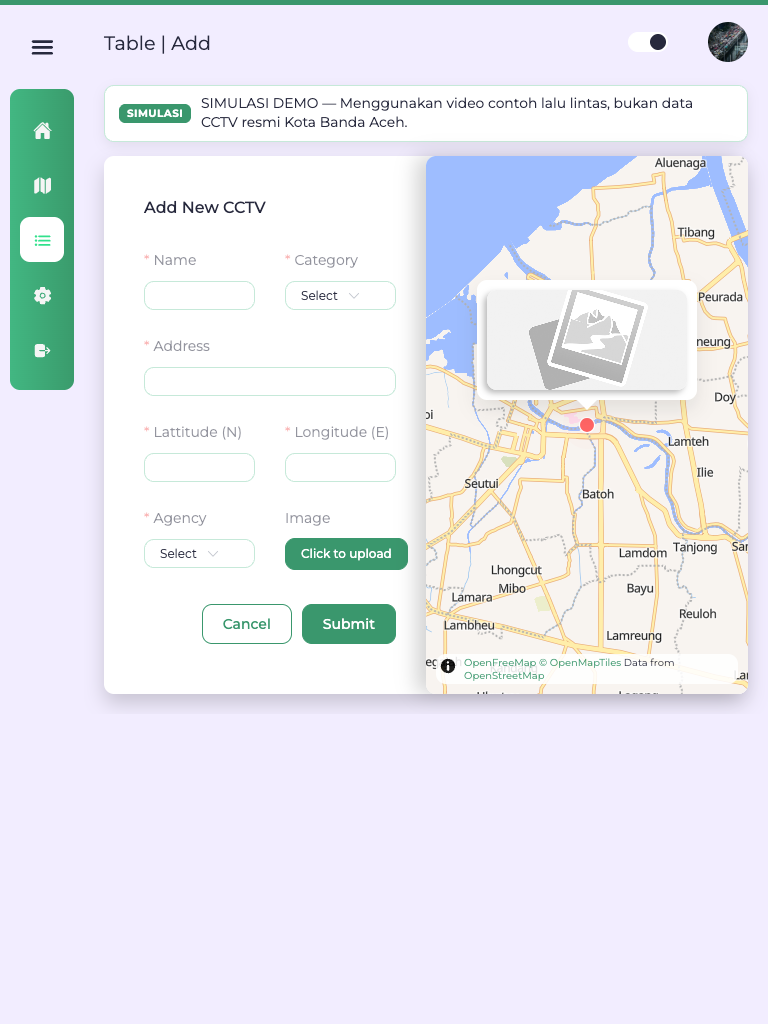 Table | Add
SIMULASI
SIMULASI DEMO — Menggunakan video contoh lalu lintas, bukan data
CCTV resmi Kota Banda Aceh.
Add New CCTV
* Name
* Category
Select
* Address
* Lattitude (N)
* Longitude (E)
* Agency
Image
Select
Click to upload
Cancel
Submit
Aluenaga
Tibang
Peurada
neung
Doy
Lamteh
Ilie
Seutui
Batoh
Lamdom
Tanjong
Lhongcut
Mibo
Bayu
Lamara
Reuloh
Lambheu
Lamreung
OpenFreeMap © OpenMapTiles Data from
OpenStreetMap